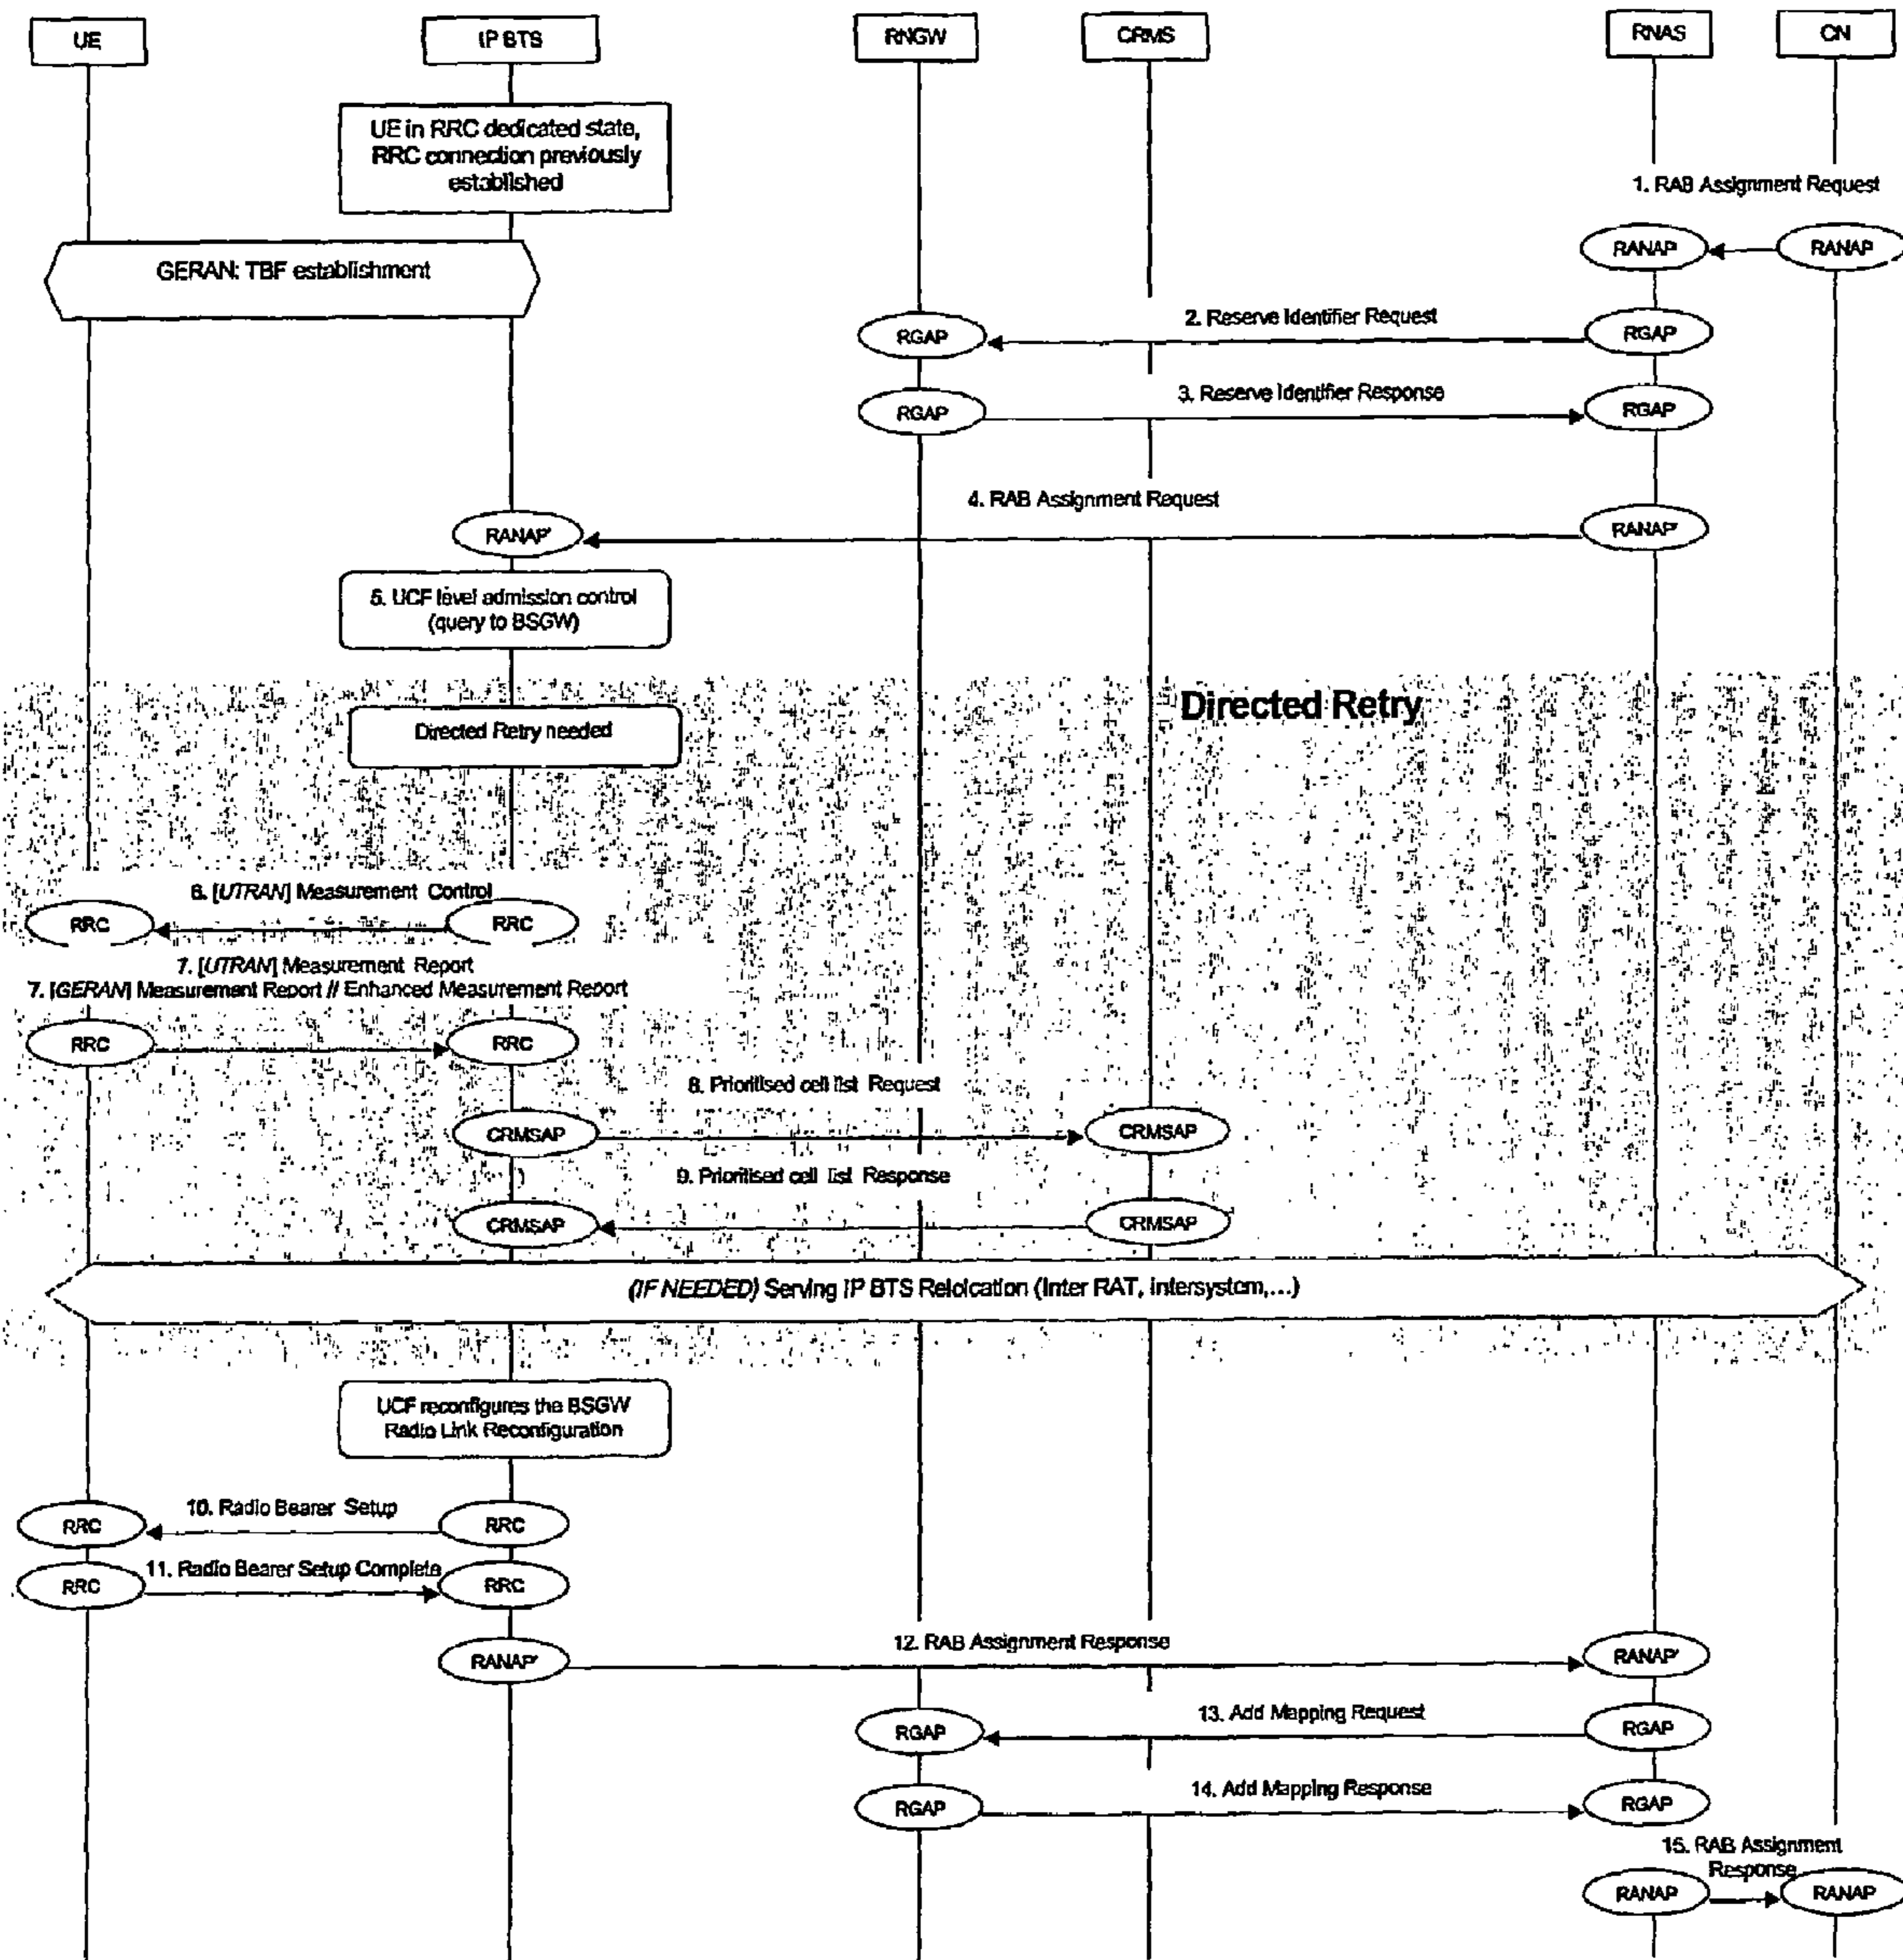 UE
IP BTS
RNGW
CRMS
RNAS
CN
UE in RRC dedicated state,
RRC connection previously
established
1. RAB Assignment Request
GERAN: TBF establishment
RANAP
RANAP
2. Reserve Identifier Request
RGAP
RGAP
3. Reserve Identifier Response
RGAP
RGAP
4. RAB Assignment Request
RANAP'
RANAP'
5. UCF level admission control
(query to BSGW)
Directed Retry
Directed Retry needed
6. [UTRAN] Measurement Control
RRC
RRC
7. [UTRAN] Measurement Report
7. [GERAN] Measurement Report // Enhanced Measurement Report
RRC
RRC
8. Prioritised cell list Request
CRMSAP
CRMSAP
9. Prioritised cell list Response
CRMSAP
CRMSAP
(IF NEEDED) Serving IP BTS Relolcation (Inter RAT, intersystem,...)
UCF reconfigures the BSGW
Radio Link Reconfiguration
10. Radio Bearer Setup
RRC
RRC
11. Radio Bearer Setup Complete
RRC
RRC
12. RAB Assignment Response
RANAP'
RANAP'
13. Add Mapping Request
RGAP
RGAP
14. Add Mapping Response
RGAP
RGAP
15. RAB Assignment
Response
RANAP
RANAP